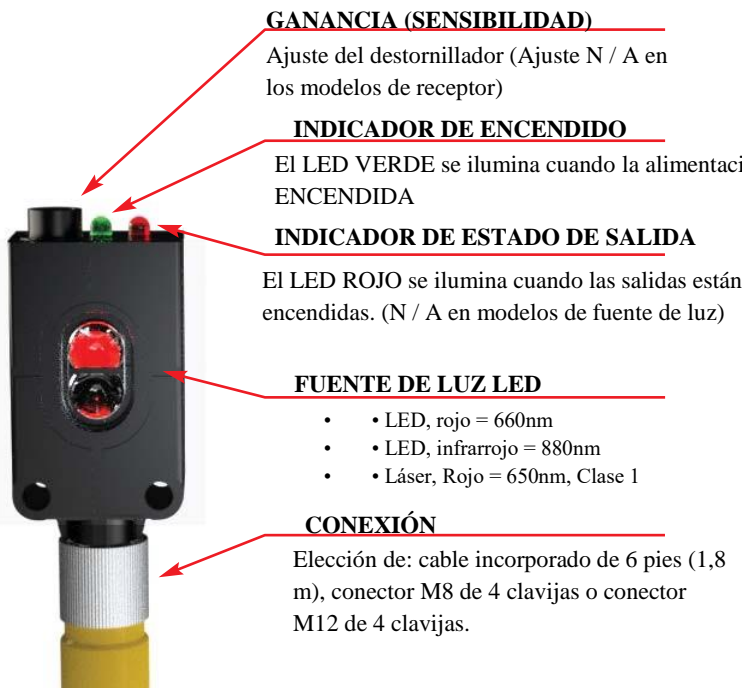 GANANCIA (SENSIBILIDAD)
Ajuste del destornillador (Ajuste N / A en
los modelos de receptor)
INDICADOR DE ENCENDIDO
El LED VERDE se ilumina cuando la alimentaci
ENCENDIDA
INDICADOR DE ESTADO DE SALIDA
El LED ROJO se ilumina cuando las salidas están
encendidas. (N / A en modelos de fuente de luz)
FUENTE DE LUZ LED
• • LED, rojo = 660nm
• • LED, infrarrojo = 880nm
• • Láser, Rojo = 650nm, Clase 1
CONEXIÓN
Elección de: cable incorporado de 6 pies (1,8
m), conector M8 de 4 clavijas o conector
M12 de 4 clavijas.